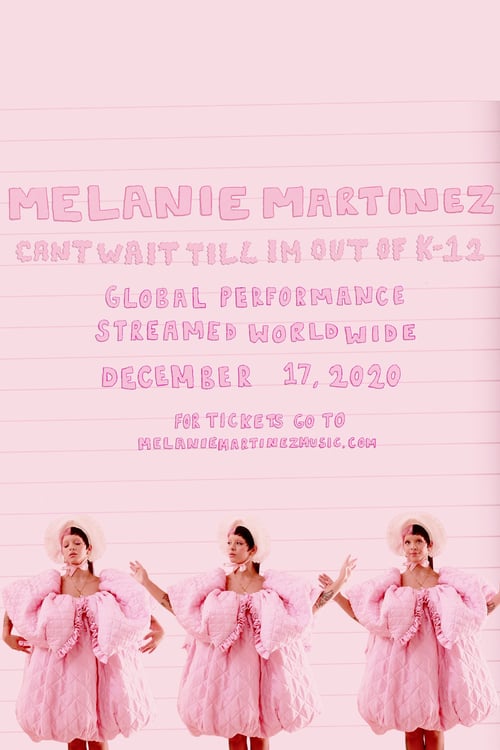 MELANIE MARTINEZ
CANT WAIT TILL IM OUT OF K-12
GLOBAL PERFORMANCE
STREAMED WORLDWIDE
DECEMBER 17, 2020
FOR TICKETS GO TO
MELANIEMARTINEZMUSIC.COM